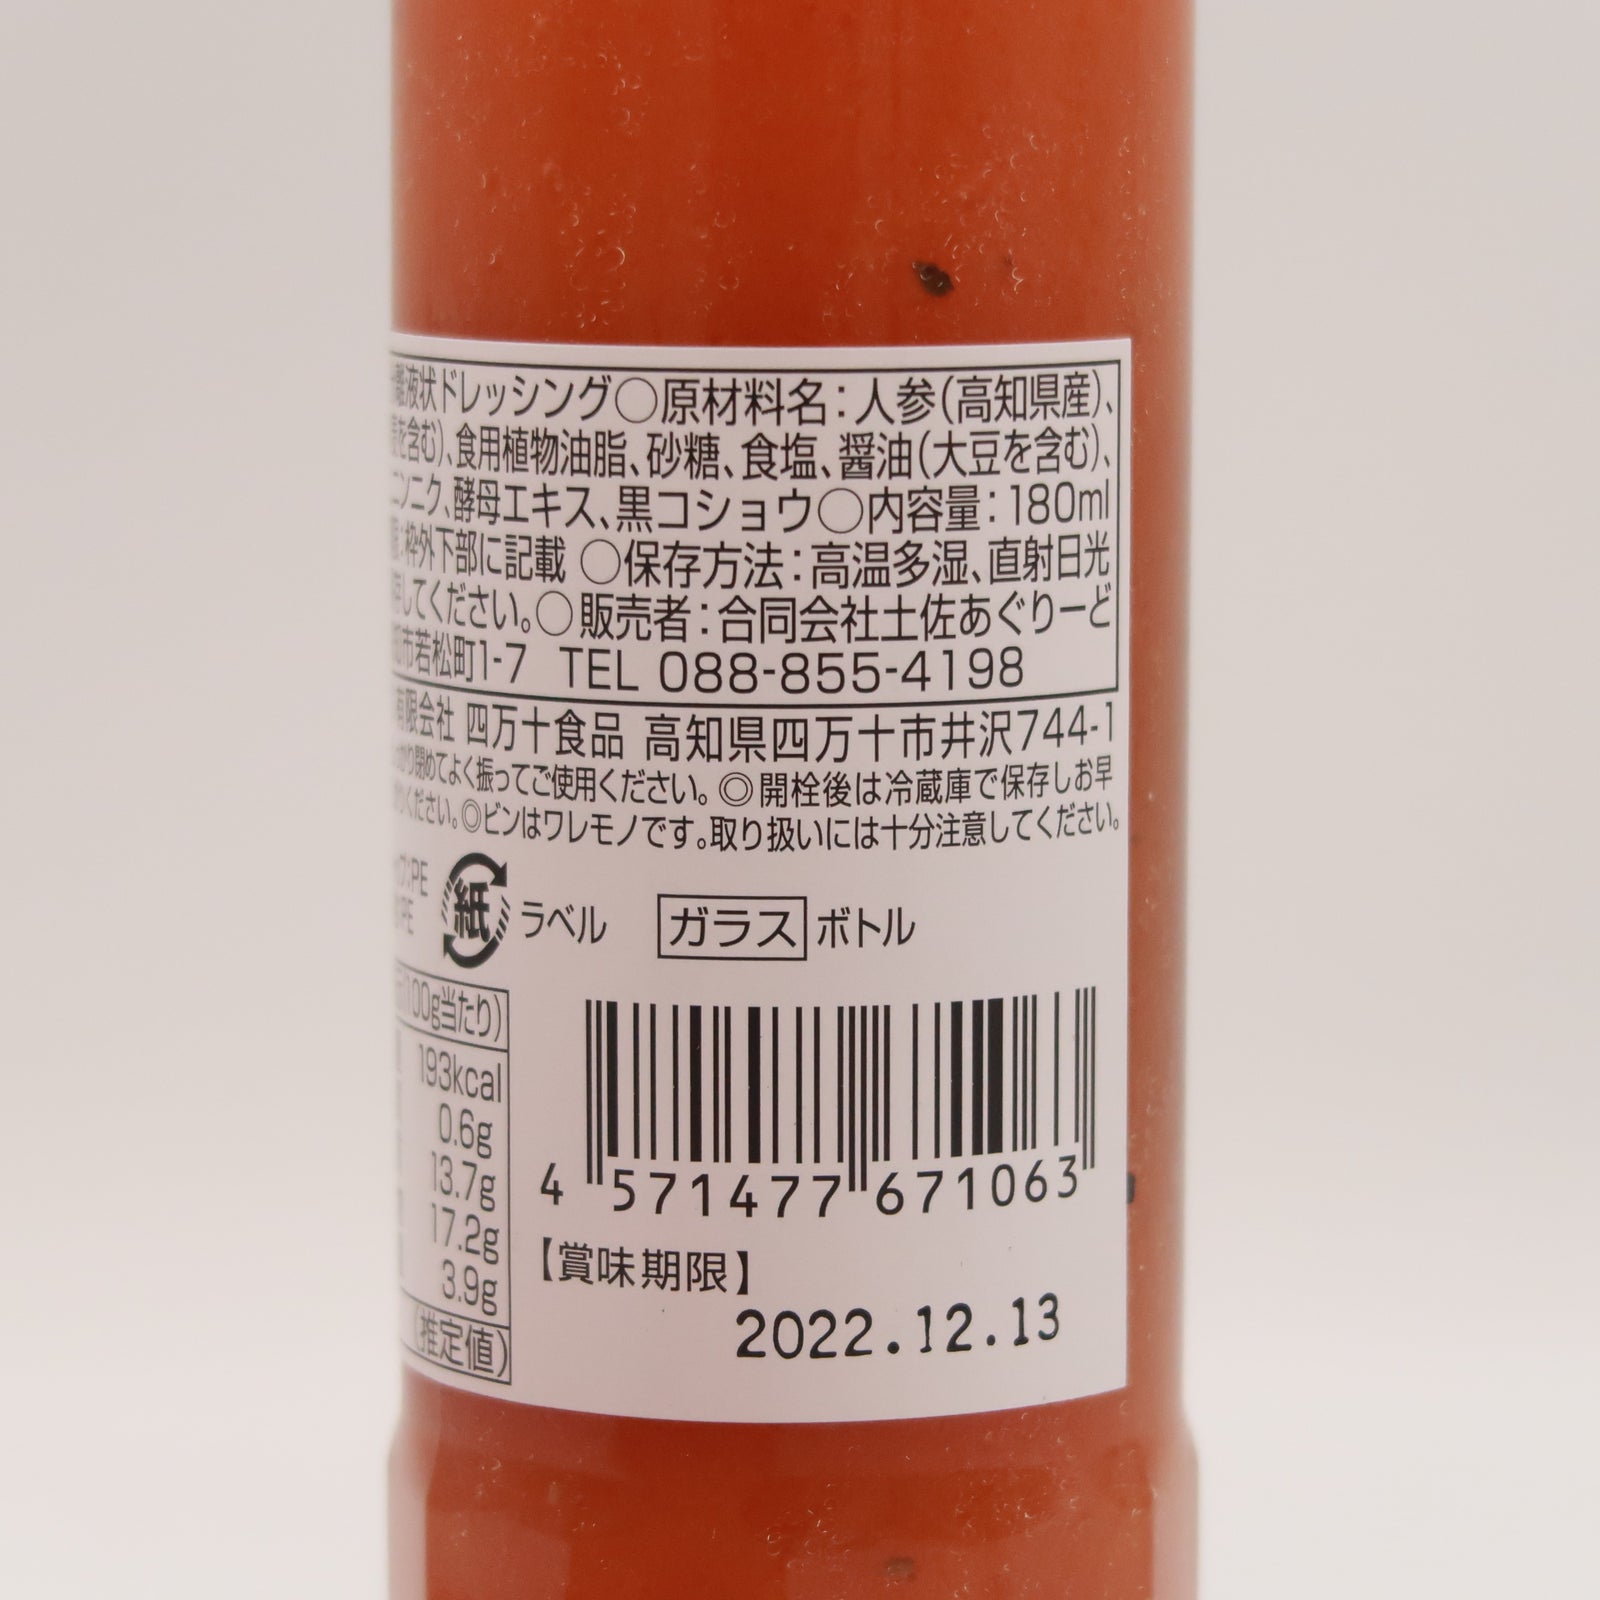 離液状ドレッシング○原材料名：人参（高知県産）、
を含む）、食用植物油脂、砂糖、食塩、醤油（大豆を含む）、
ニンニク、酵母エキス、黒コショウ○内容量：180ml
：枠外下部に記載 ○保存方法：高温多湿、直射日光
してください。○販売者：合同会社土佐あぐりーど
市若松町1-7 TEL 088-855-4198
有限会社 四万十食品 高知県四万十市井沢744-1
かり閉めてよく振ってご使用ください。◎開栓後は冷蔵庫で保存しお早
ください。◎ビンはワレモノです。取り扱いには十分注意してください。
プ：PE
PE
紙 ラベル ガラス ボトル
100g当たり）
193kcal
0.6g
13.7g
17.2g
3.9g
（推定値）
4 571477 671063
【賞味期限】
2022.12.13